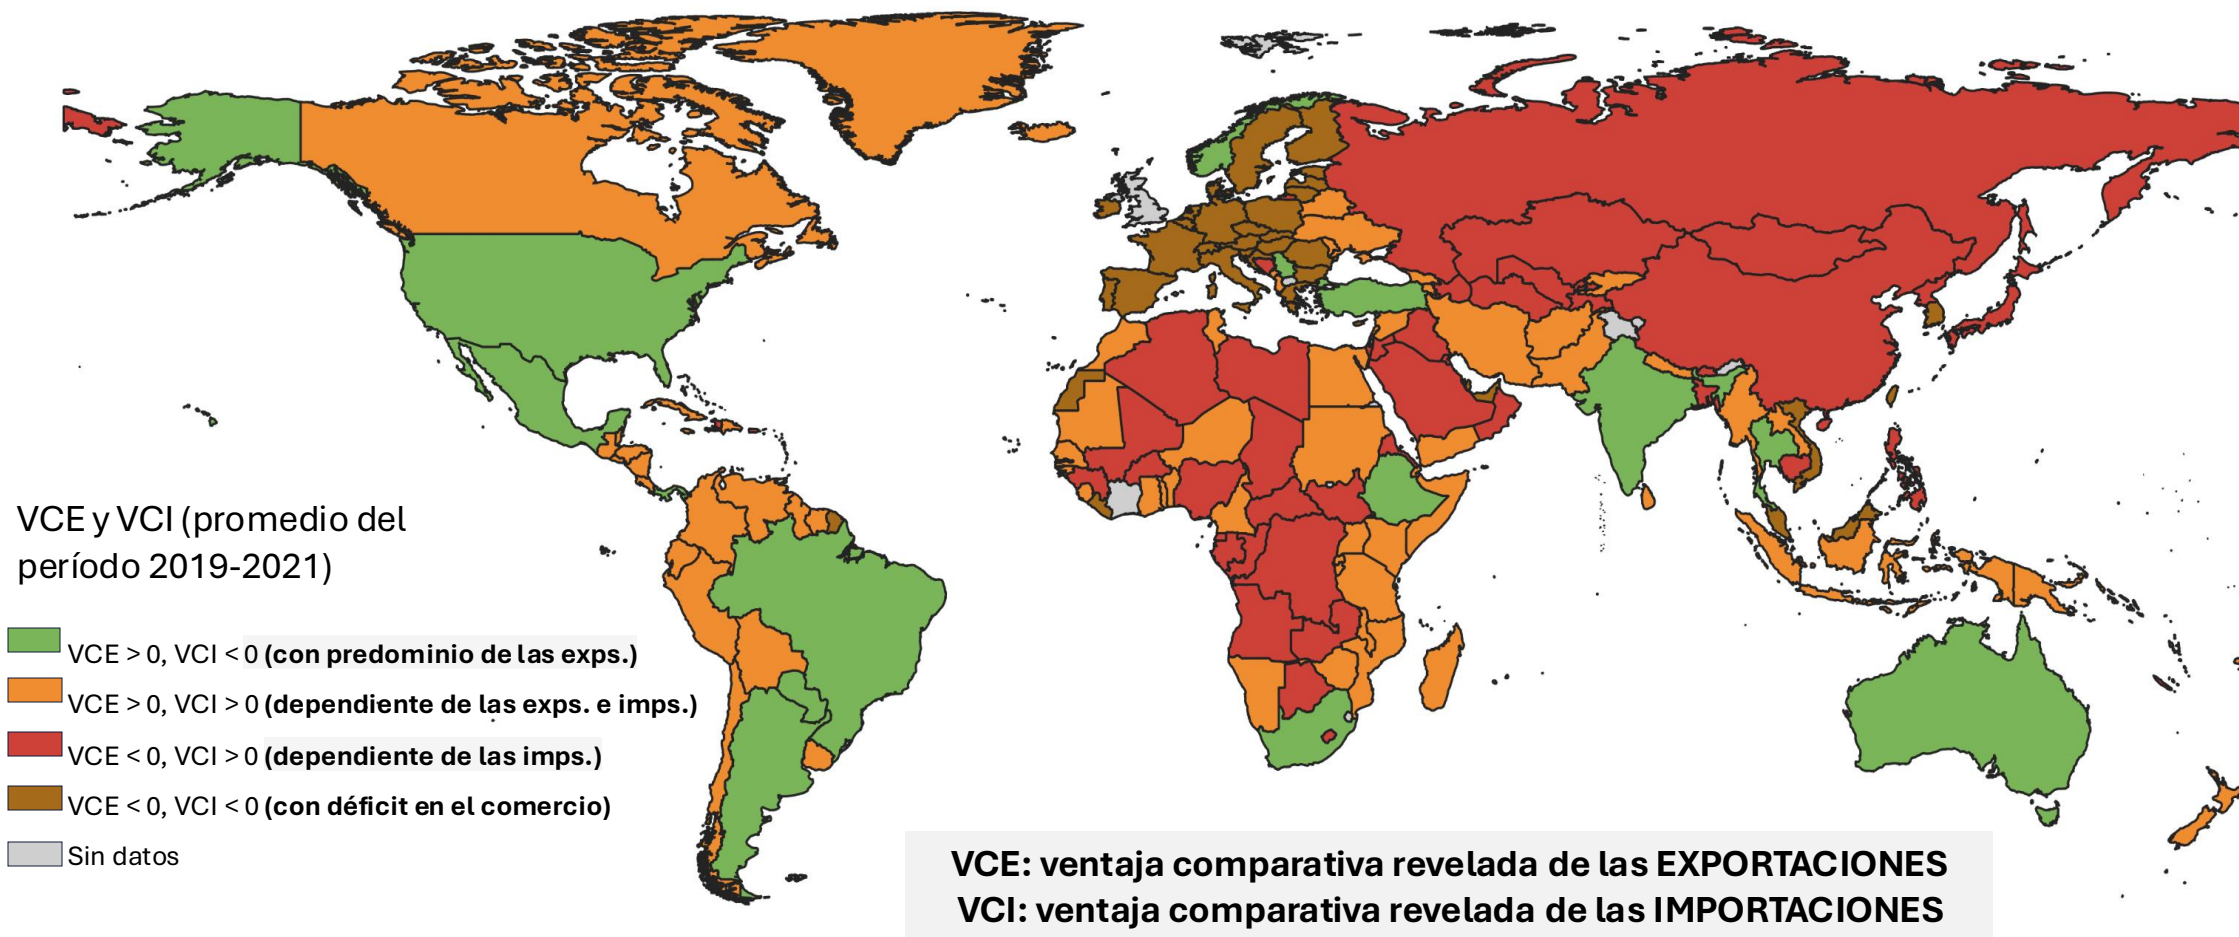 VCE y VCI (promedio del
período 2019-2021)
VCE > 0, VCI < 0 (con predominio de las exps.)
VCE > 0, VCI > 0 (dependiente de las exps. e imps.)
VCE < 0, VCI > 0 (dependiente de las imps.)
VCE < 0, VCI < 0 (con déficit en el comercio)
Sin datos
VCE: ventaja comparativa revelada de las EXPORTACIONES
VCI: ventaja comparativa revelada de las IMPORTACIONES